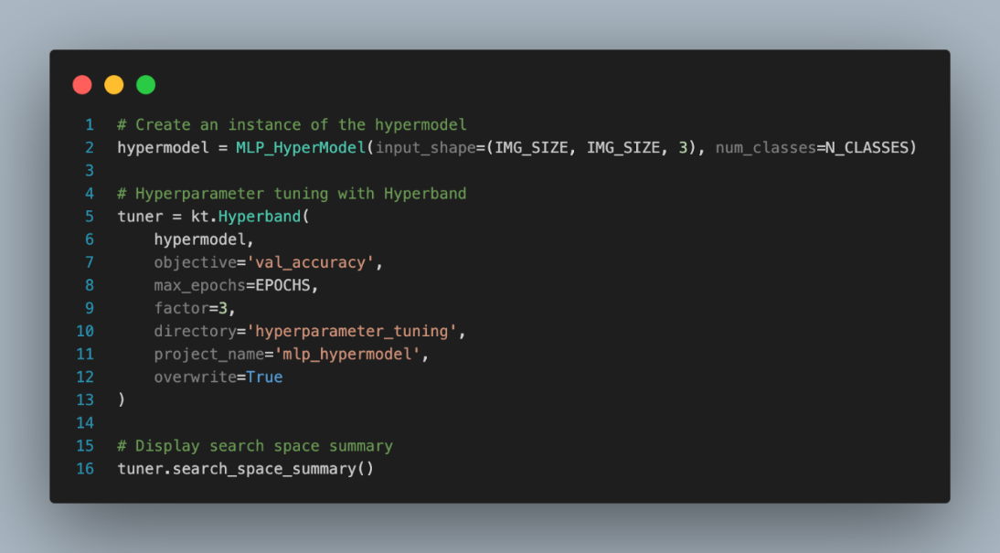 1 # Create an instance of the hypermodel
2 hypermodel = MLP_HyperModel(input_shape=(IMG_SIZE, IMG_SIZE, 3), num_classes=N_CLASSES)
3
4 # Hyperparameter tuning with Hyperband
5 tuner = kt.Hyperband(
6     hypermodel,
7     objective='val_accuracy',
8     max_epochs=EPOCHS,
9     factor=3,
10     directory='hyperparameter_tuning',
11     project_name='mlp_hypermodel',
12     overwrite=True
13 )
14
15 # Display search space summary
16 tuner.search_space_summary()